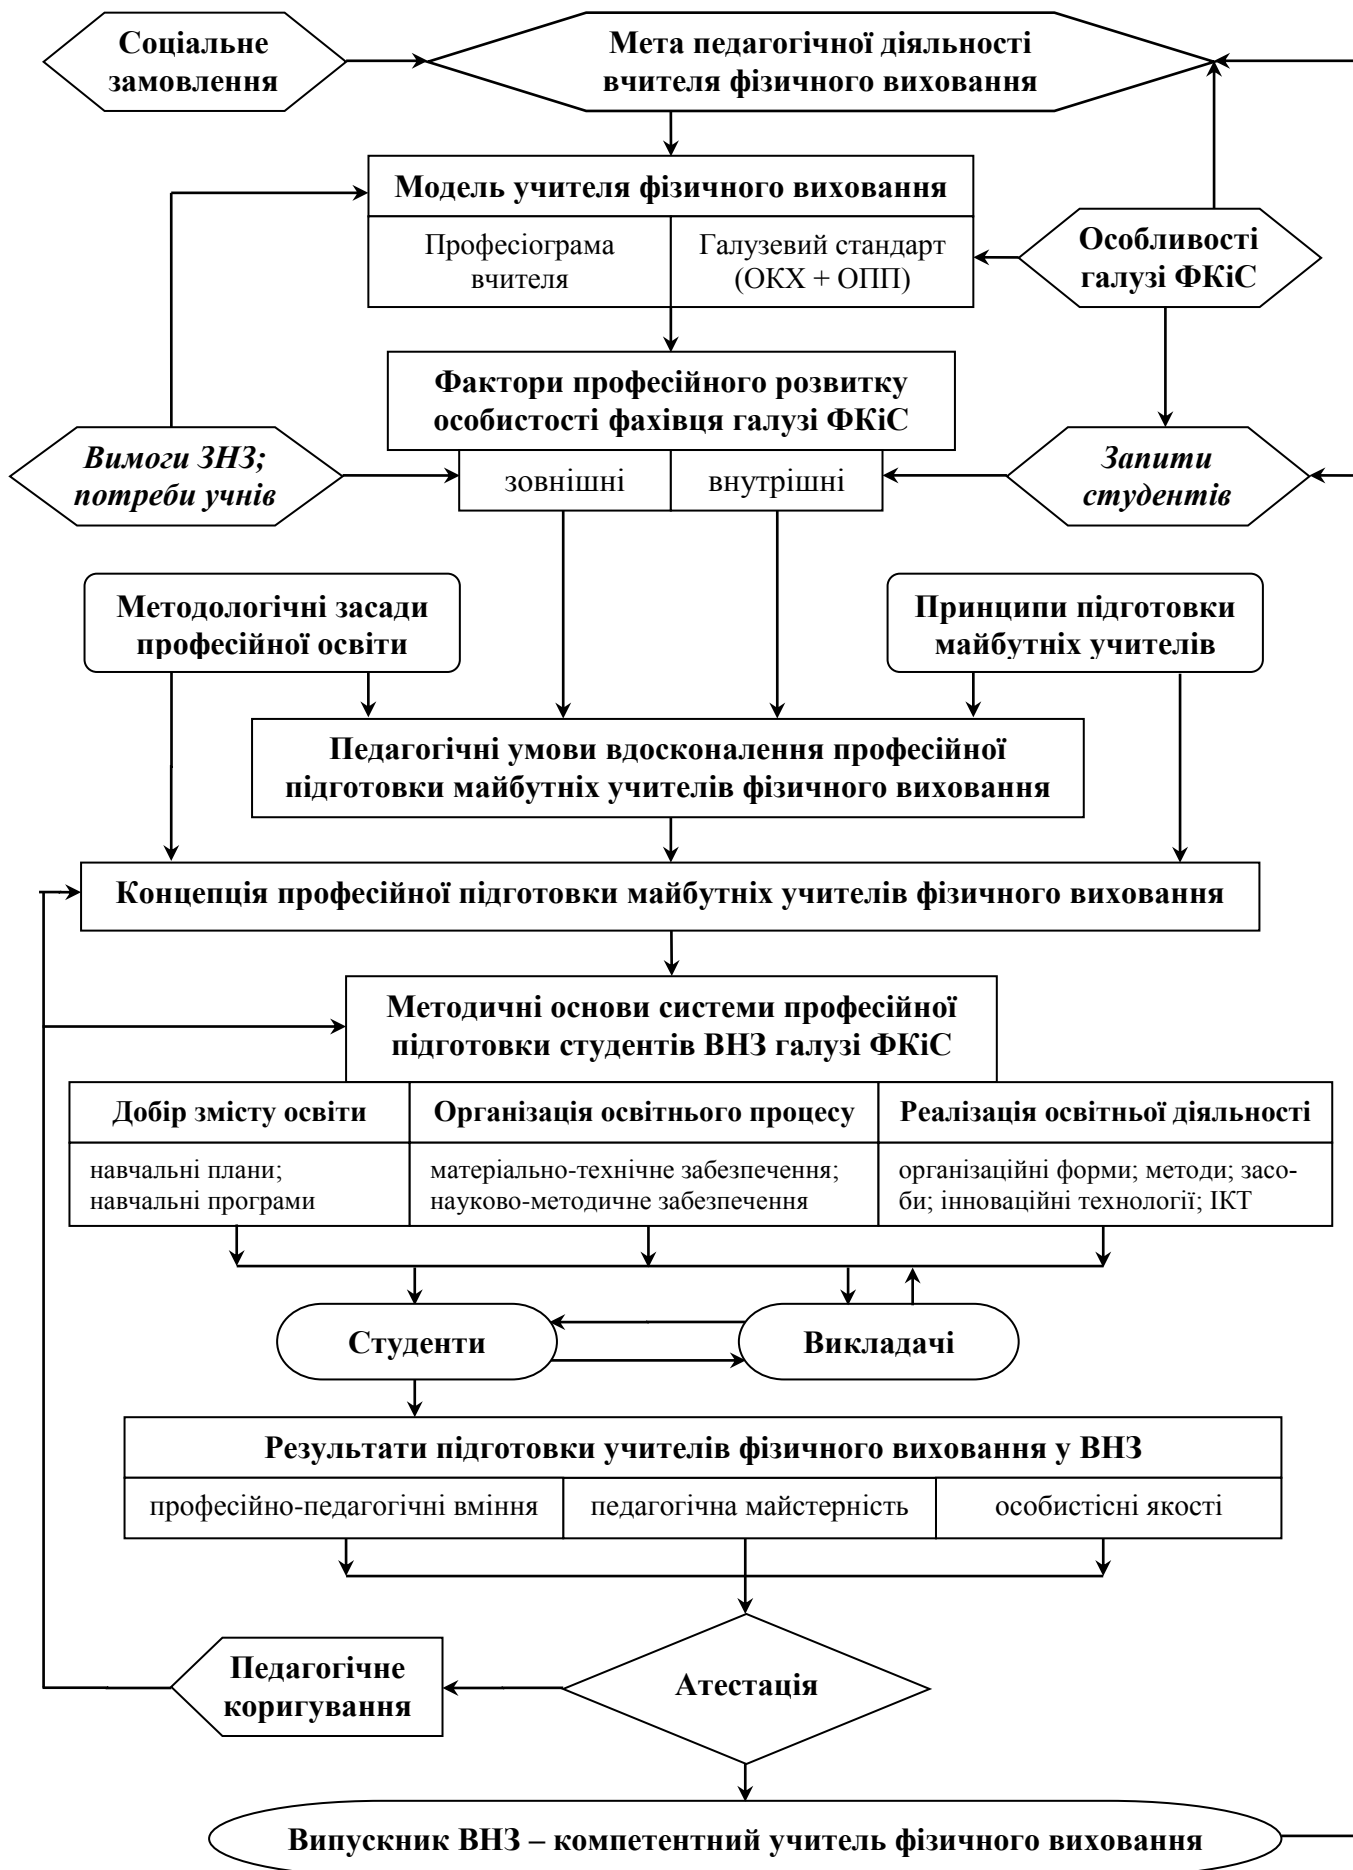 Соціальне
замовлення
Мета педагогічної діяльності
вчителя фізичного виховання
Модель учителя фізичного виховання
Професіограма
вчителя
Галузевий стандарт
(ОКХ + ОПП)
Особливості
галузі ФКіС
Фактори професійного розвитку
особистості фахівця галузі ФКіС
Вимоги ЗНЗ;
потреби учнів
зовнішні
внутрішні
Запити
студентів
Методологічні засади
професійної освіти
Принципи підготовки
майбутніх учителів
Педагогічні умови вдосконалення професійної
підготовки майбутніх учителів фізичного виховання
Концепція професійної підготовки майбутніх учителів фізичного виховання
Методичні основи системи професійної
підготовки студентів ВНЗ галузі ФКіС
Добір змісту освіти
Організація освітнього процесу
Реалізація освітньої діяльності
навчальні плани;
навчальні програми
матеріально-технічне забезпечення;
науково-методичне забезпечення
організаційні форми; методи; засо-
би; інноваційні технології; ІКТ
Студенти
Викладачі
Результати підготовки учителів фізичного виховання у ВНЗ
професійно-педагогічні вміння
педагогічна майстерність
особистісні якості
Педагогічне
коригування
Атестація
Випускник ВНЗ – компетентний учитель фізичного виховання